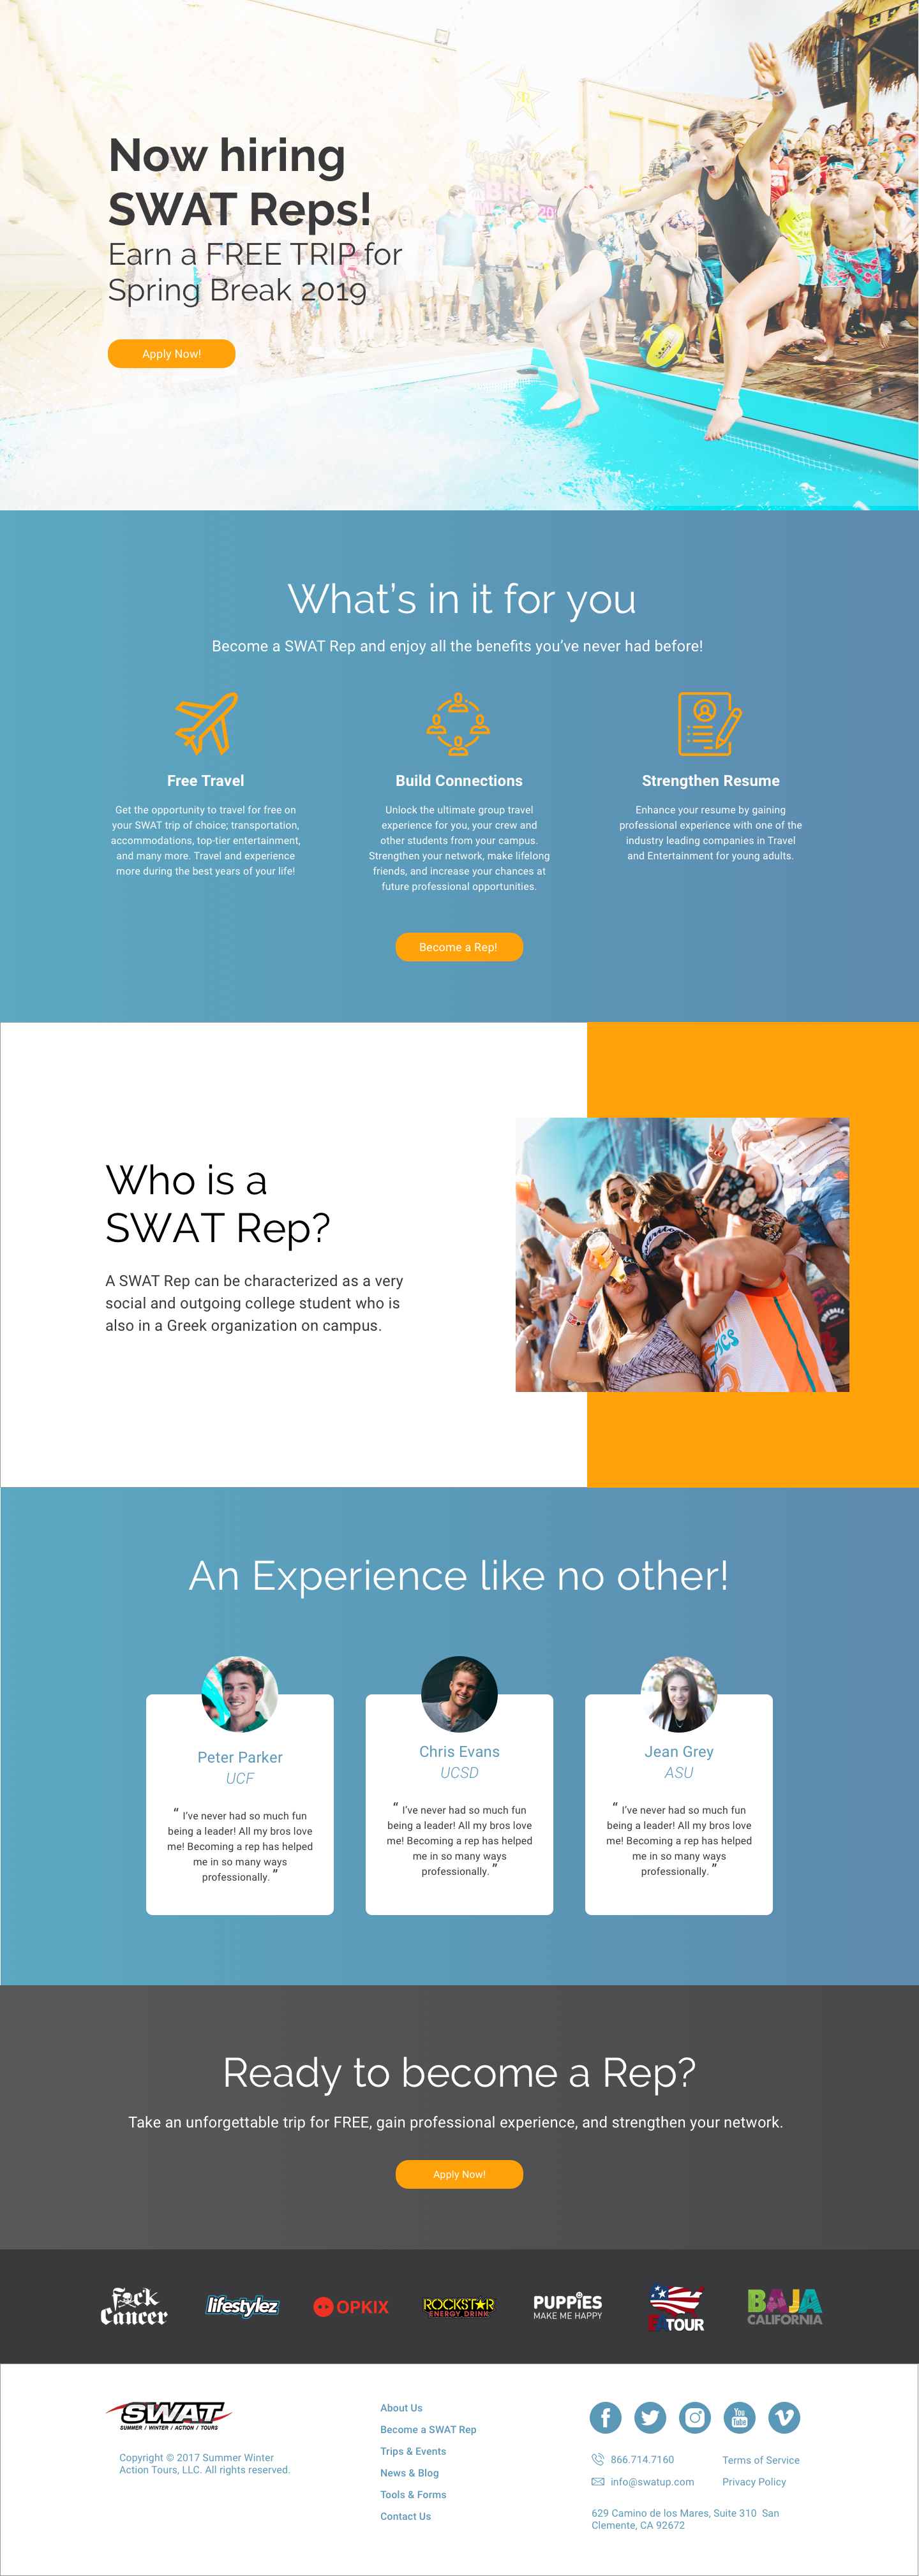 Now hiring
SWAT Reps!
Earn a FREE TRIP for
Spring Break 2019
Apply Now!
What's in it for you
Become a SWAT Rep and enjoy all the benefits you've never had before!
Free Travel
Get the opportunity to travel for free on
your SWAT trip of choice; transportation,
accommodations, top-tier entertainment,
and many more. Travel and experience
more during the best years of your life!
Build Connections
Unlock the ultimate group travel
experience for you, your crew and
other students from your campus.
Strengthen your network, make lifelong
friends, and increase your chances at
future professional opportunities.
Strengthen Resume
Enhance your resume by gaining
professional experience with one of the
industry leading companies in Travel
and Entertainment for young adults.
Become a Rep!
Who is a
SWAT Rep?
A SWAT Rep can be characterized as a very
social and outgoing college student who is
also in a Greek organization on campus.
An Experience like no other!
Peter Parker
UCF
" I've never had so much fun
being a leader! All my bros love
me! Becoming a rep has helped
me in so many ways
professionally. "
Chris Evans
UCSD
" I've never had so much fun
being a leader! All my bros love
me! Becoming a rep has helped
me in so many ways
professionally. "
Jean Grey
ASU
" I've never had so much fun
being a leader! All my bros love
me! Becoming a rep has helped
me in so many ways
professionally. "
Ready to become a Rep?
Take an unforgettable trip for FREE, gain professional experience, and strengthen your network.
Apply Now!
F*ck
Cancer
lifestylez
OPKIX
ROCKSTAR
ENERGY DRINK
PUPPIES
MAKE ME HAPPY
TOUR
BAJA
CALIFORNIA
SWAT
SUMMER / WINTER / ACTION / TOURS
Copyright © 2017 Summer Winter
Action Tours, LLC. All rights reserved.
About Us
Become a SWAT Rep
Trips & Events
News & Blog
Tools & Forms
Contact Us
You
Tube
866.714.7160
Terms of Service
info@swatup.com
Privacy Policy
629 Camino de los Mares, Suite 310 San
Clemente, CA 92672